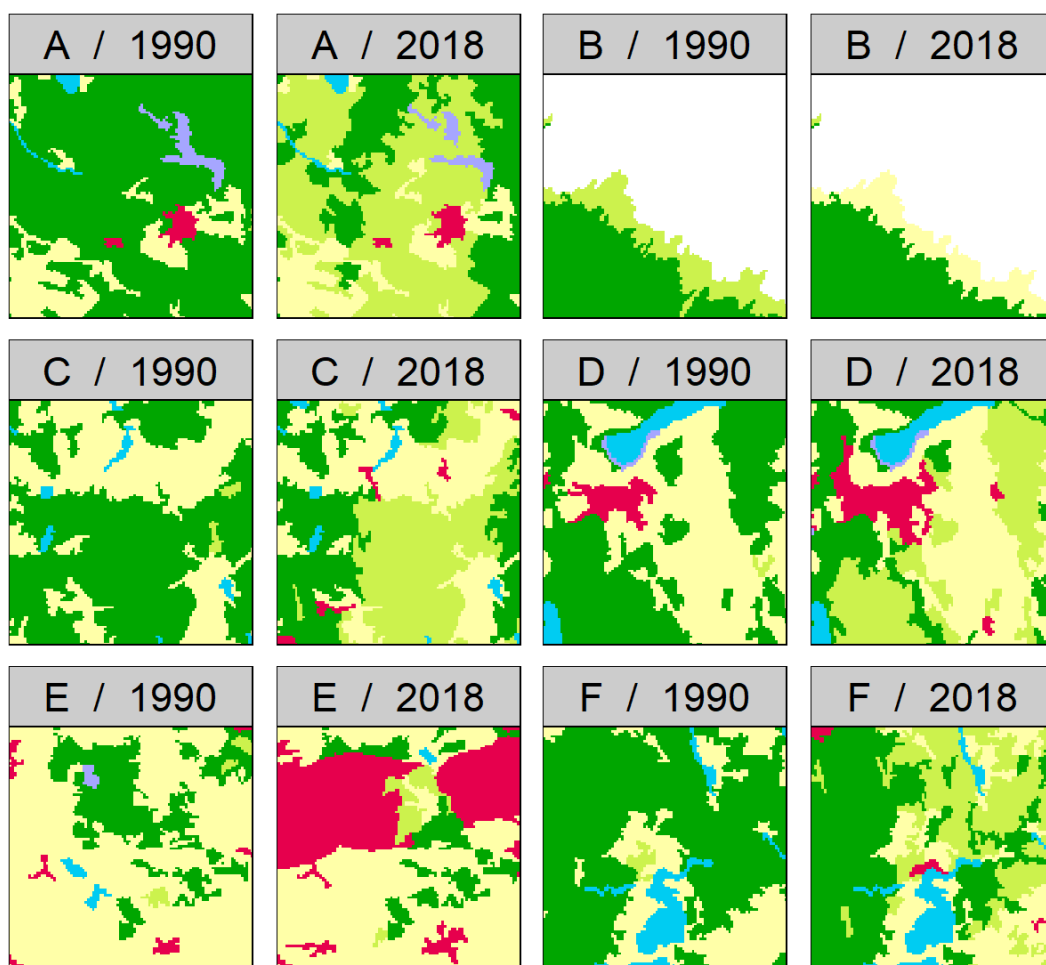 A / 1990
A / 2018
B / 1990
B / 2018
C / 1990
C / 2018
D / 1990
D / 2018
E / 1990
E / 2018
F / 1990
F / 2018